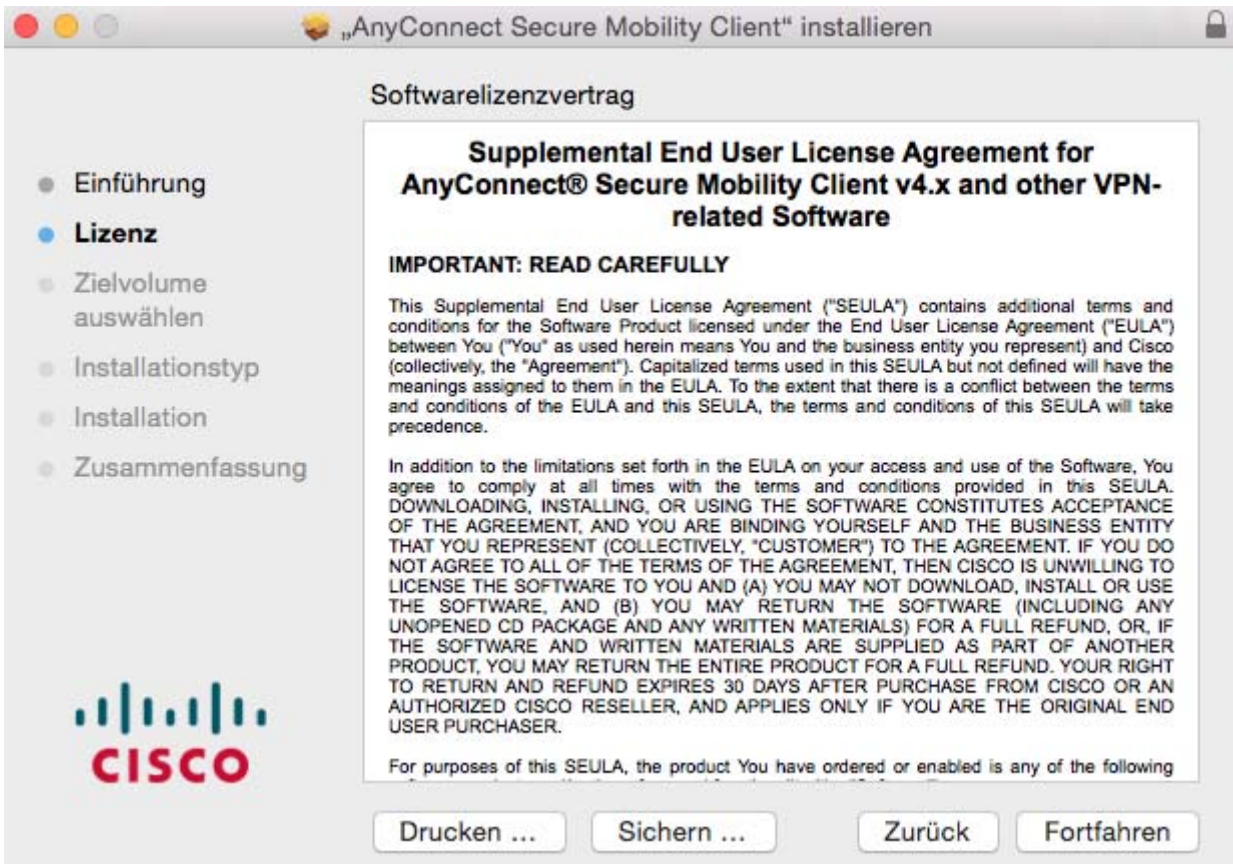 „AnyConnect Secure Mobility Client“ installieren
Softwarelizenzvertrag
Einführung
Lizenz
Zielvolume
auswählen
Installationstyp
Installation
Zusammenfassung
CISCO
Supplemental End User License Agreement for
AnyConnect® Secure Mobility Client v4.x and other VPN-
related Software
IMPORTANT: READ CAREFULLY
This Supplemental End User License Agreement ("SEULA") contains additional terms and
conditions for the Software Product licensed under the End User License Agreement ("EULA")
between You ("You" as used herein means You and the business entity you represent) and Cisco
(collectively, the "Agreement"). Capitalized terms used in this SEULA but not defined will have the
meanings assigned to them in the EULA. To the extent that there is a conflict between the terms
and conditions of the EULA and this SEULA, the terms and conditions of this SEULA will take
precedence.
In addition to the limitations set forth in the EULA on your access and use of the Software, You
agree to comply at all times with the terms and conditions provided in this SEULA.
DOWNLOADING, INSTALLING, OR USING THE SOFTWARE CONSTITUTES ACCEPTANCE
OF THE AGREEMENT, AND YOU ARE BINDING YOURSELF AND THE BUSINESS ENTITY
THAT YOU REPRESENT (COLLECTIVELY, "CUSTOMER") TO THE AGREEMENT. IF YOU DO
NOT AGREE TO ALL OF THE TERMS OF THE AGREEMENT, THEN CISCO IS UNWILLING TO
LICENSE THE SOFTWARE TO YOU AND (A) YOU MAY NOT DOWNLOAD, INSTALL OR USE
THE SOFTWARE, AND (B) YOU MAY RETURN THE SOFTWARE (INCLUDING ANY
UNOPENED CD PACKAGE AND ANY WRITTEN MATERIALS) FOR A FULL REFUND, OR, IF
THE SOFTWARE AND WRITTEN MATERIALS ARE SUPPLIED AS PART OF ANOTHER
PRODUCT, YOU MAY RETURN THE ENTIRE PRODUCT FOR A FULL REFUND. YOUR RIGHT
TO RETURN AND REFUND EXPIRES 30 DAYS AFTER PURCHASE FROM CISCO OR AN
AUTHORIZED CISCO RESELLER, AND APPLIES ONLY IF YOU ARE THE ORIGINAL END
USER PURCHASER.
For purposes of this SEULA, the product You have ordered or enabled is any of the following
Drucken ...
Sichern ...
Zurück
Fortfahren